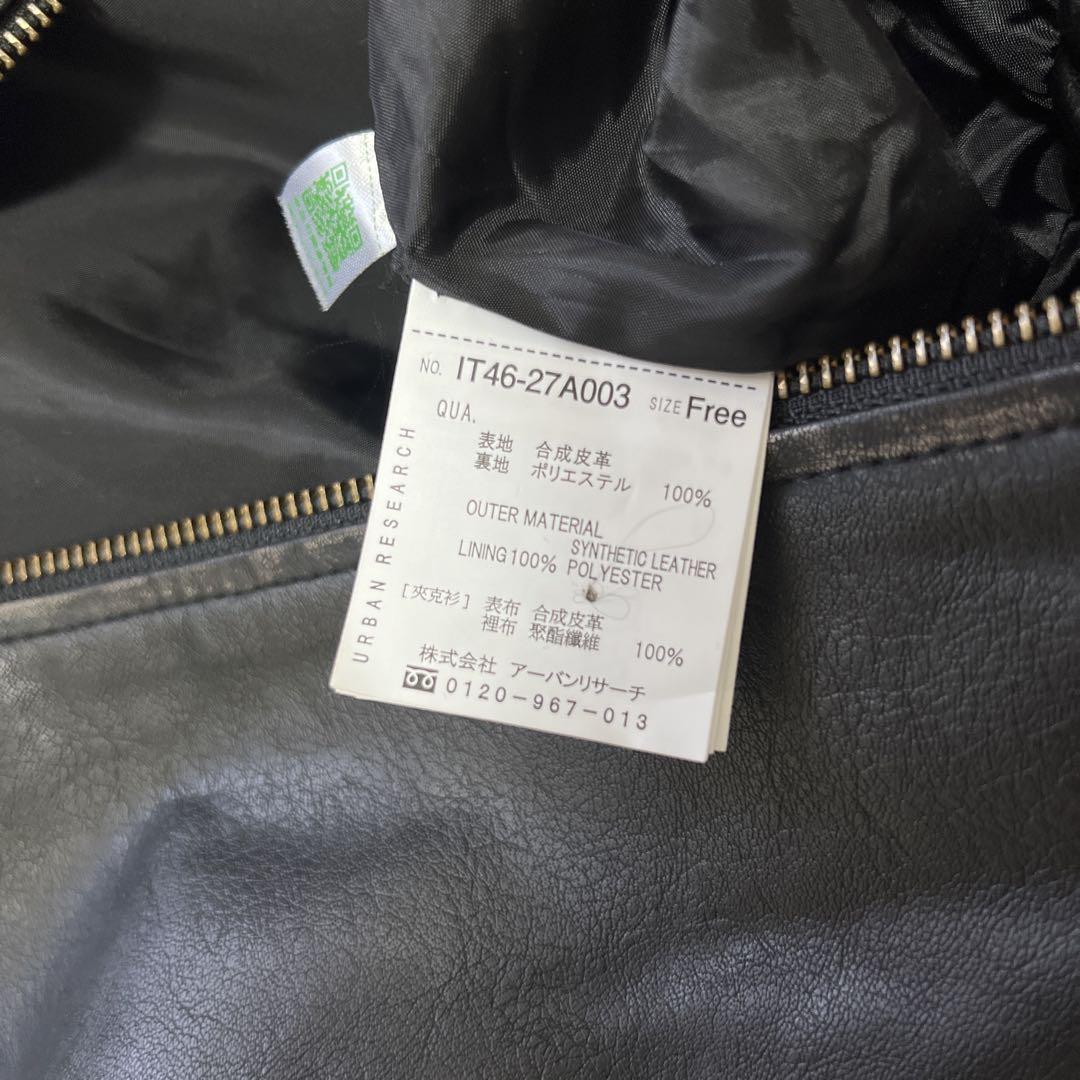 NO. IT46-27A003 SIZE Free
QUA.
表地 合成皮革
裏地 ポリエステル 100%
OUTER MATERIAL
SYNTHETIC LEATHER
LINING100% POLYESTER
[夾克衫] 表布 合成皮革
裡布 聚酯纖維 100%
株式会社 アーバンリサーチ
0120-967-013
URBAN RESEARCH